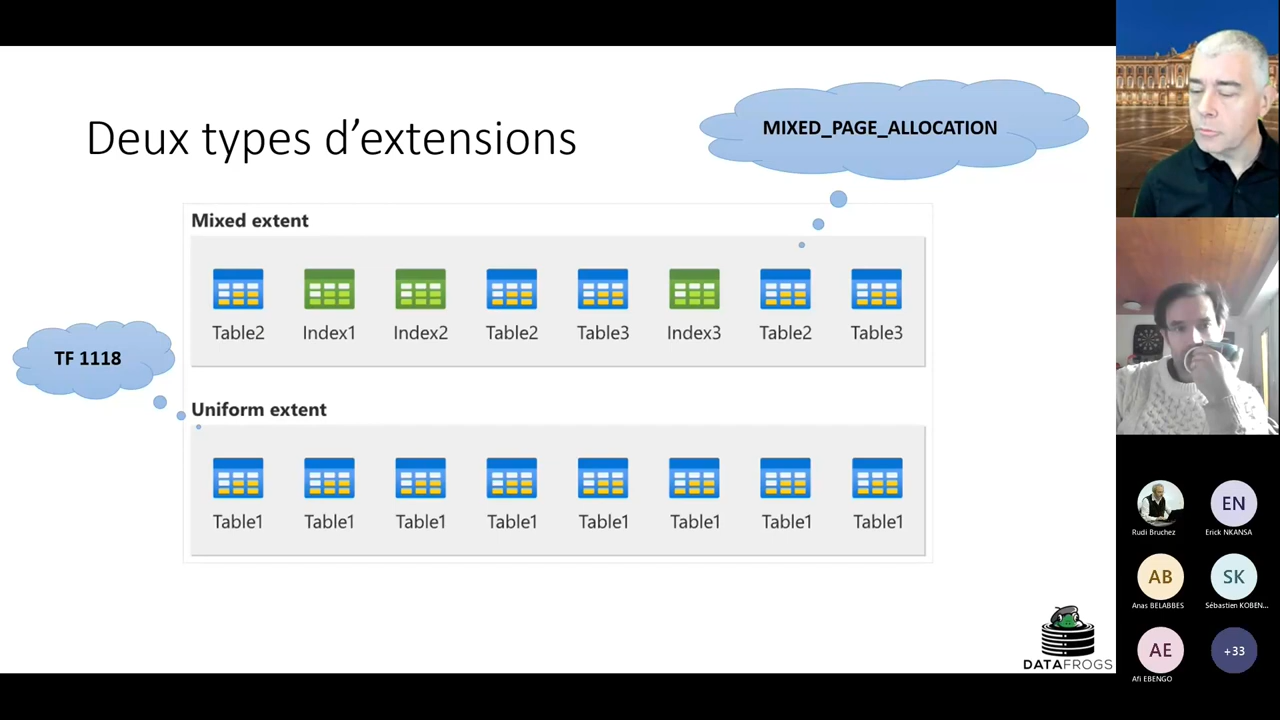 Deux types d’extensions
MIXED_PAGE_ALLOCATION
Mixed extent
Table2 Index1 Index2 Table2 Table3 Index3 Table2 Table3
TF 1118
Uniform extent
Table1 Table1 Table1 Table1 Table1 Table1 Table1 Table1
DATAFROGS
EN
Rudi Bruchez Erick NKANSA
AB SK
Anas BELABBES Sébastien KOBEN...
AE +33
Afi EBENGO